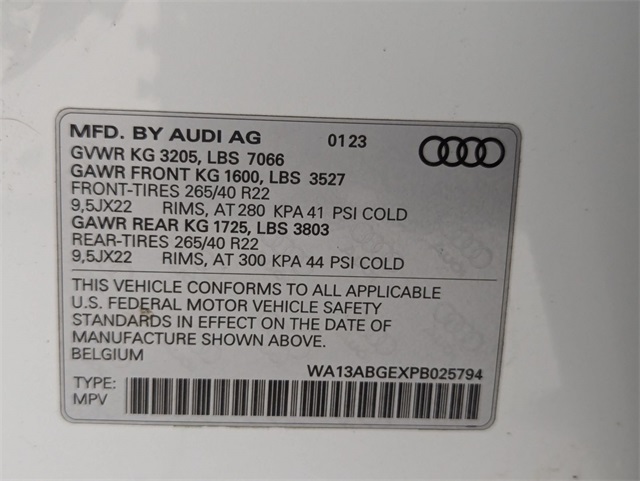 MFD. BY AUDI AG 01 23
GVWR KG 3205, LBS 7066
GAWR FRONT KG 1600, LBS 3527
FRONT-TIRES 265/40 R22
9,5JX22 RIMS, AT 280 KPA 41 PSI COLD
GAWR REAR KG 1725, LBS 3803
REAR-TIRES 265/40 R22
9,5JX22 RIMS, AT 300 KPA 44 PSI COLD
THIS VEHICLE CONFORMS TO ALL APPLICABLE
U.S. FEDERAL MOTOR VEHICLE SAFETY
STANDARDS IN EFFECT ON THE DATE OF
MANUFACTURE SHOWN ABOVE.
BELGIUM
WA13ABGEXPB025794
TYPE:
MPV